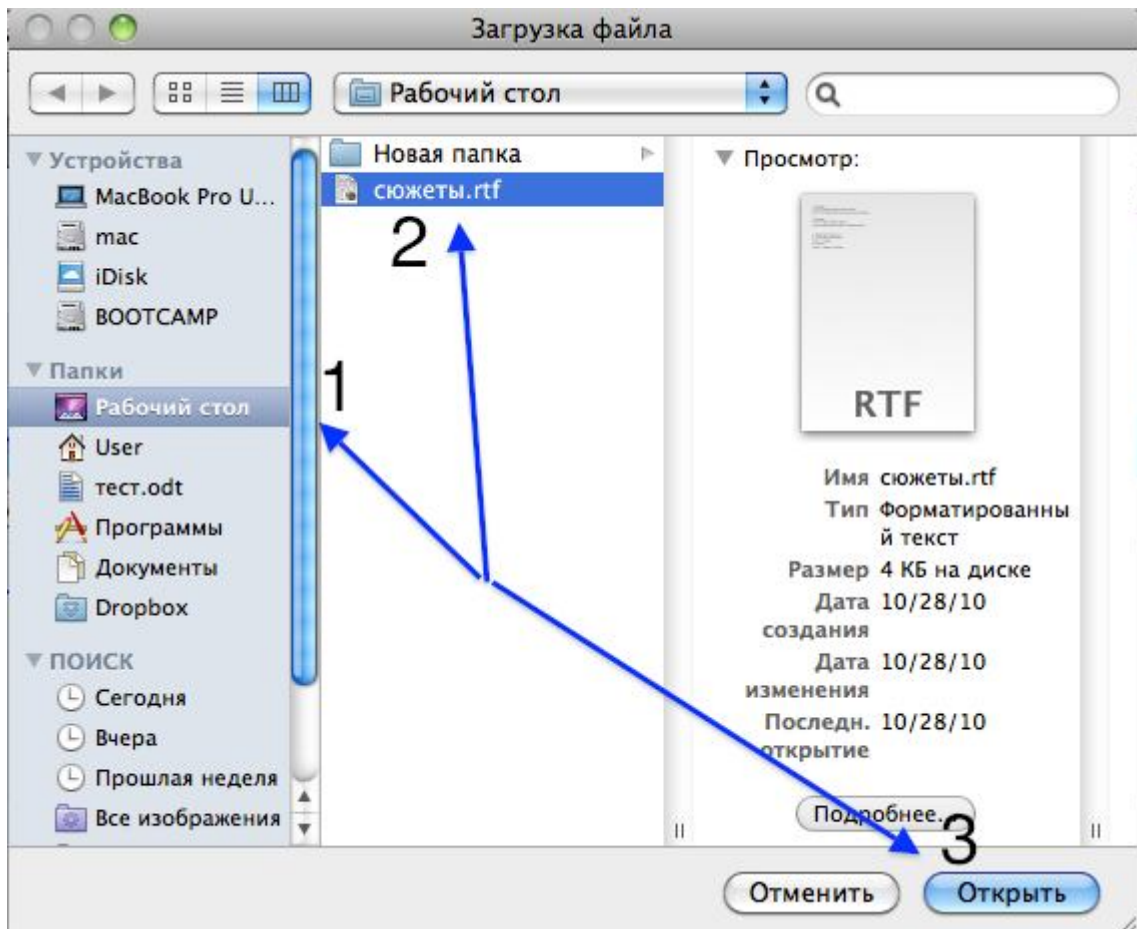 Загрузка файла
Рабочий стол
Устройства
MacBook Pro U...
mac
iDisk
BOOTCAMP
Папки
Рабочий стол
User
тест.odt
Программы
Документы
Dropbox
ПОИСК
Сегодня
Вчера
Прошлая неделя
Все изображения
Новая папка
сюжеты.rtf
2
1
Просмотр:
RTF
Имя сюжеты.rtf
Тип Форматированны
й текст
Размер 4 КБ на диске
Дата 10/28/10
создания
Дата 10/28/10
изменения
Последн. 10/28/10
открытие
Подробнее...
3
Отменить
Открыть